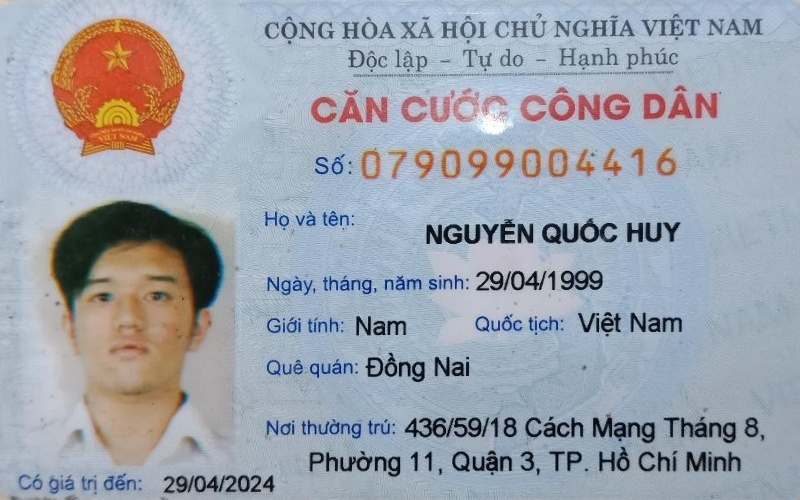 CỘNG HÒA XÃ HỘI CHỦ NGHĨA VIỆT NAM
Độc lập – Tự do – Hạnh phúc
CĂN CƯỚC CÔNG DÂN
Số: 079099004416
Họ và tên: NGUYỄN QUỐC HUY
Ngày, tháng, năm sinh: 29/04/1999
Giới tính: Nam Quốc tịch: Việt Nam
Quê quán: Đồng Nai
Nơi thường trú: 436/59/18 Cách Mạng Tháng 8,
Phường 11, Quận 3, TP. Hồ Chí Minh
Có giá trị đến: 29/04/2024